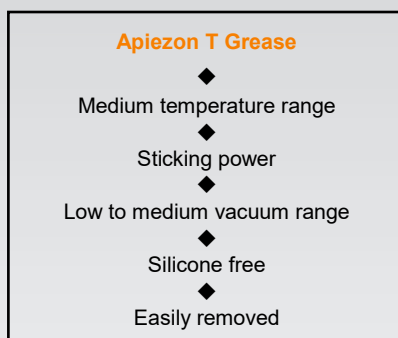 Apiezon T Grease
◆
Medium temperature range
◆
Sticking power
◆
Low to medium vacuum range
◆
Silicone free
◆
Easily removed